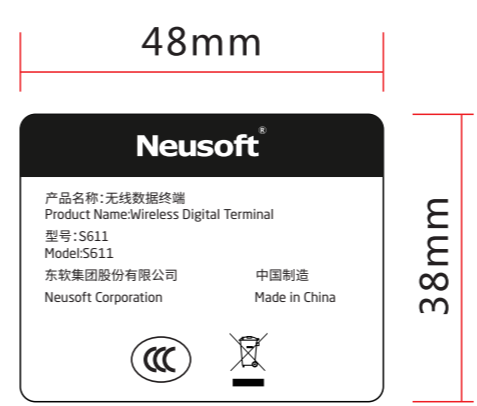 48mm
Neusoft®
38mm
产品名称:无线数据终端
Product Name:Wireless Digital Terminal
型号:S611
Model:S611
东软集团股份有限公司 中国制造
Neusoft Corporation Made in China
CCC